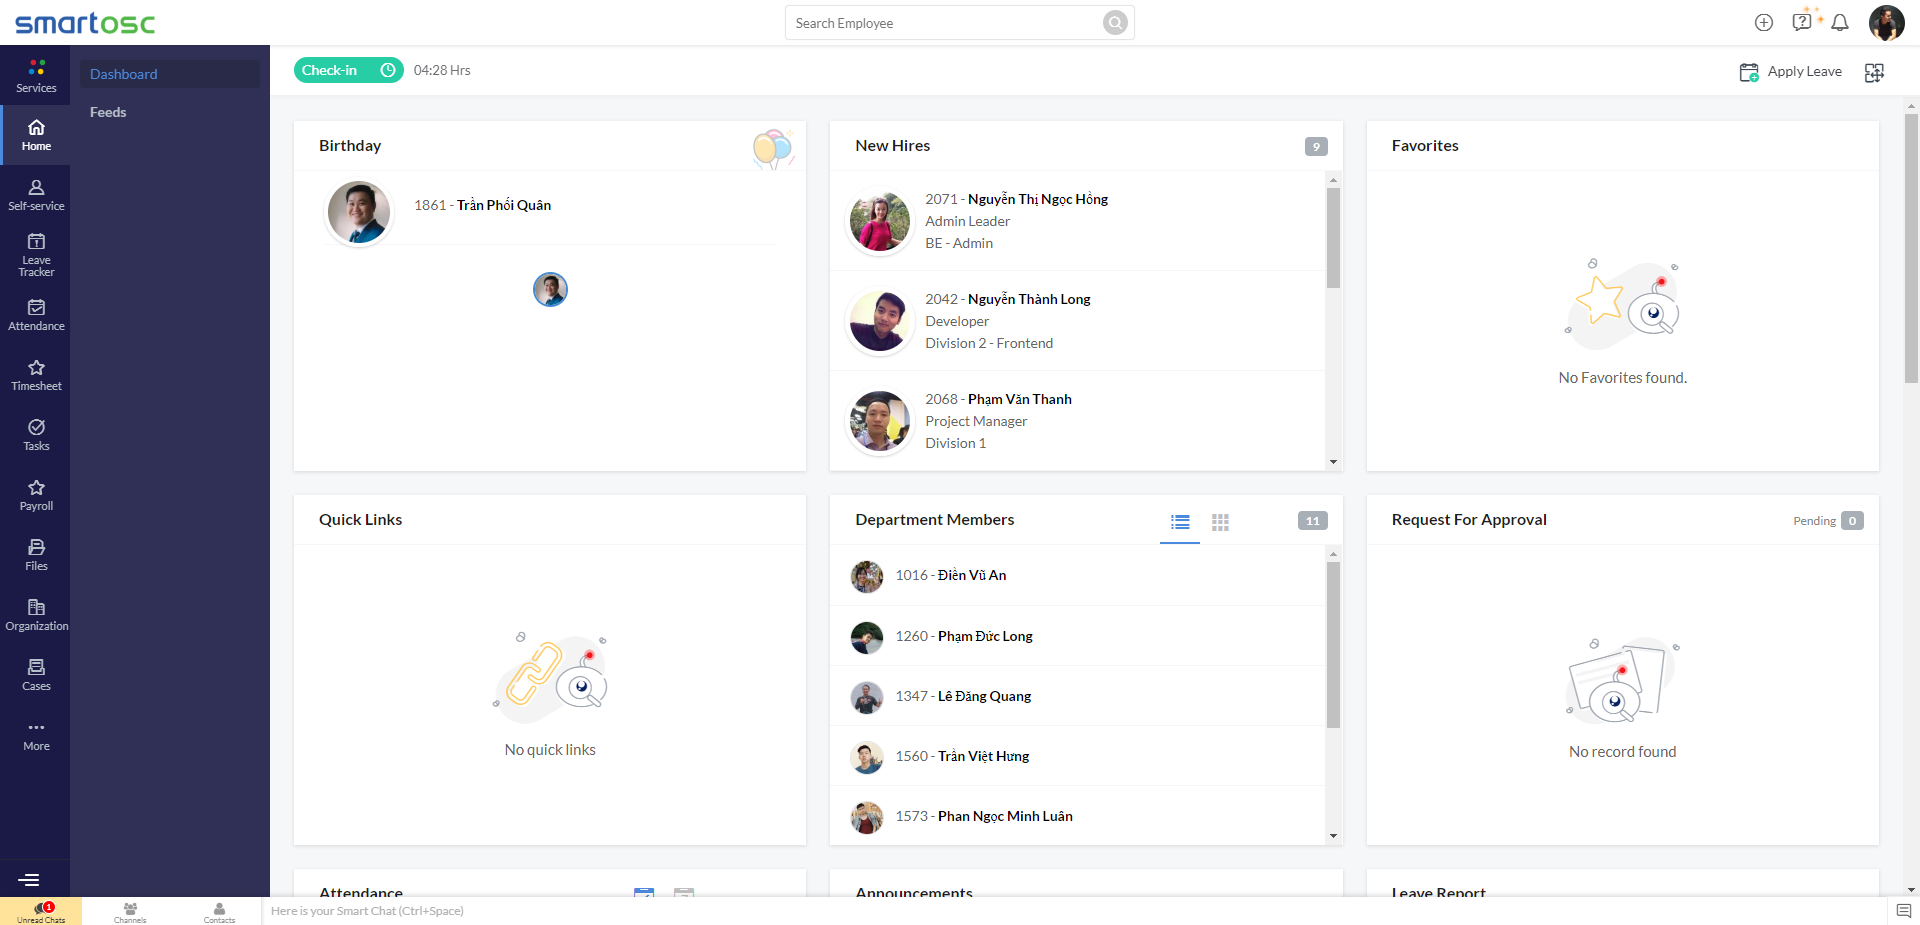 smartosc
Search Employee
Services
Home
Self-service
Leave
Tracker
Attendance
Timesheet
Tasks
Payroll
Files
Organization
Cases
More
Dashboard
Feeds
Check-in
04:28 Hrs
Apply Leave
Birthday
1861 - Trần Phối Quân
New Hires
9
2071 - Nguyễn Thị Ngọc Hồng
Admin Leader
BE - Admin
2042 - Nguyễn Thành Long
Developer
Division 2 - Frontend
2068 - Phạm Văn Thanh
Project Manager
Division 1
Favorites
No Favorites found.
Quick Links
No quick links
Department Members
11
1016 - Điền Vũ An
1260 - Phạm Đức Long
1347 - Lê Đăng Quang
1560 - Trần Việt Hưng
1573 - Phan Ngọc Minh Luân
Request For Approval
Pending 0
No record found
Attendance
Announcements
Leave Report
1
Unread Chats
Channels
Contacts
Here is your Smart Chat (Ctrl+Space)